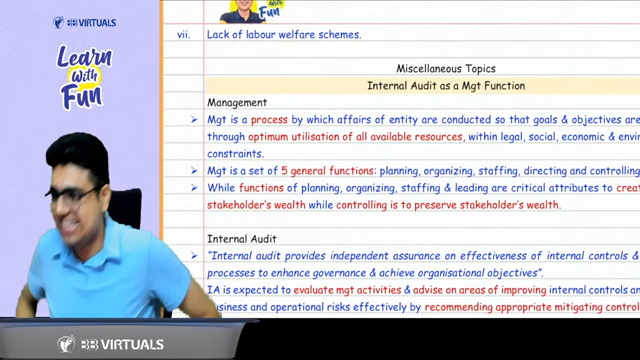 BB VIRTUALS
Learn
With
Fun
With
Fun
vii. Lack of labour welfare schemes.
Miscellaneous Topics
Internal Audit as a Mgt Function
Management
➢ Mgt is a process by which affairs of entity are conducted so that goals & objectives are
through optimum utilisation of all available resources, within legal, social, economic &
constraints.
➢ Mgt is a set of 5 general functions: planning, organizing, staffing, directing and controlling
➢ While functions of planning, organizing, staffing & leading are critical attributes to
stakeholder's wealth while controlling is to preserve stakeholder's wealth.
Internal Audit
➢ "Internal audit provides independent assurance on effectiveness of internal controls &
processes to enhance governance & achieve organisational objectives".
IA is expected to evaluate mgt activities & advise on areas of improving internal controls
business and operational risks effectively by recommending appropriate mitigating
BB VIRTUALS